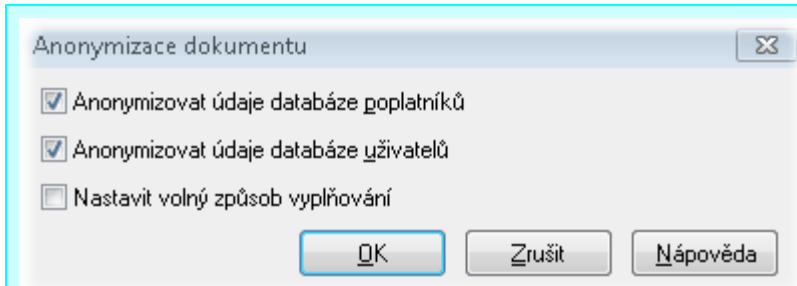 Anonymizace dokumentu
Anonymizovat údaje databáze poplatníků
Anonymizovat údaje databáze uživatelů
Nastavit volný způsob vyplňování
OK Zrušit Nápověda